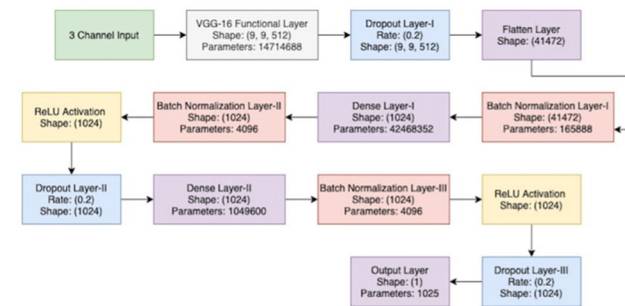 3 Channel Input
VGG-16 Functional Layer
Shape: (9, 9, 512)
Parameters: 14714688
Dropout Layer-I
Rate: (0.2)
Shape: (9, 9, 512)
Flatten Layer
Shape: (41472)
Batch Normalization Layer-I
Shape: (41472)
Parameters: 165888
Dense Layer-I
Shape: (1024)
Parameters: 42468352
Batch Normalization Layer-II
Shape: (1024)
Parameters: 4096
ReLU Activation
Shape: (1024)
Dropout Layer-II
Rate: (0.2)
Shape: (1024)
Dense Layer-II
Shape: (1024)
Parameters: 1049600
Batch Normalization Layer-III
Shape: (1024)
Parameters: 4096
ReLU Activation
Shape: (1024)
Dropout Layer-III
Rate: (0.2)
Shape: (1024)
Output Layer
Shape: (1)
Parameters: 1025